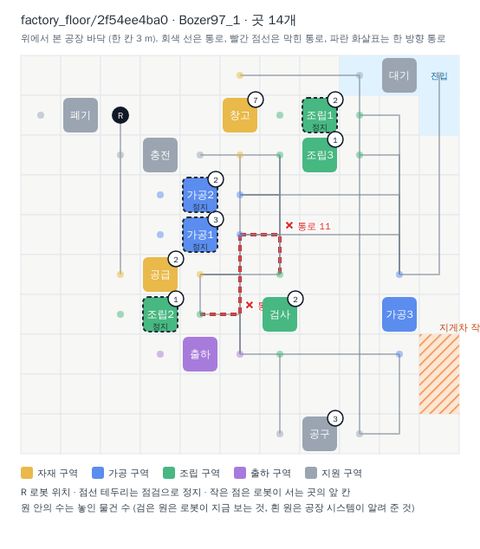 factory_floor/2f54ee4ba0 · Bozer97_1 · 곳 14개
위에서 본 공장 바닥 (한 칸 3 m). 회색 선은 통로, 빨간 점선은 막힌 통로, 파란 화살표는 한 방향 통로
대기
창고 7
조립1 2
정지
폐기
R
조립3 1
충전
가공2 2
정지
가공1 3
정지
✖ 통로 11
공급 2
조립2 1
정지
✖
검사 2
가공3
지게차 작
출하
공구 3
자재 구역 가공 구역 조립 구역 출하 구역 지원 구역
R 로봇 위치 · 점선 테두리는 점검으로 정지 · 작은 점은 로봇이 서는 곳의 앞 칸
원 안의 수는 놓인 물건 수 (검은 원은 로봇이 지금 보는 것, 흰 원은 공장 시스템이 알려 준 것)